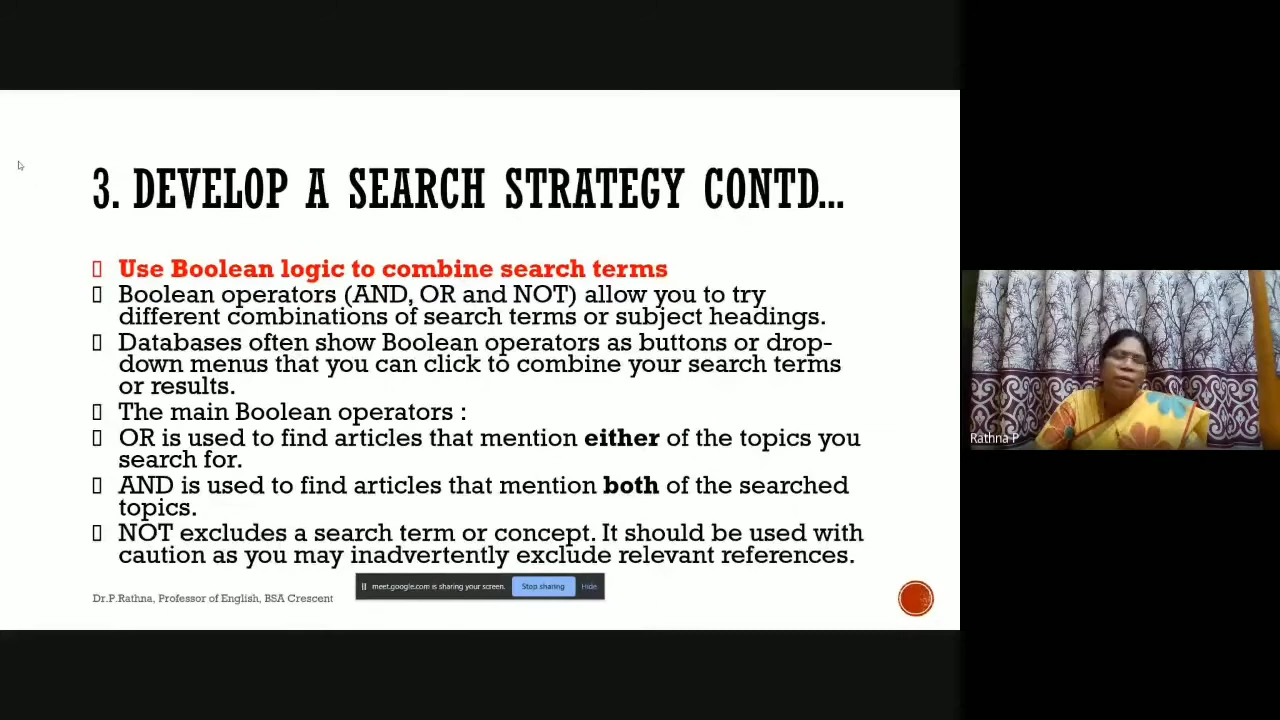 3. DEVELOP A SEARCH STRATEGY CONTD...
Use Boolean logic to combine search terms
Boolean operators (AND, OR and NOT) allow you to try
different combinations of search terms or subject headings.
Databases often show Boolean operators as buttons or drop-
down menus that you can click to combine your search terms
or results.
The main Boolean operators :
OR is used to find articles that mention either of the topics you
search for.
AND is used to find articles that mention both of the searched
topics.
NOT excludes a search term or concept. It should be used with
caution as you may inadvertently exclude relevant references.
meet.google.com is sharing your screen. Stop sharing Hide
Dr.P.Rathna, Professor of English, BSA Crescent
Rathna P